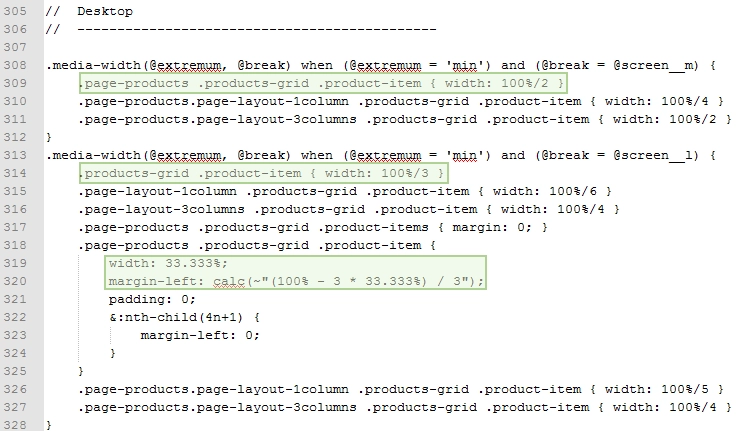 305 // Desktop
306 // ---------------------------------------------
307
308 .media-width(@extremum, @break) when (@extremum = 'min') and (@break = @screen__m) {
309 .page-products .products-grid .product-item { width: 100%/2 }
310 .page-products.page-layout-1column .products-grid .product-item { width: 100%/4 }
311 .page-products.page-layout-3columns .products-grid .product-item { width: 100%/2 }
312 }
313 .media-width(@extremum, @break) when (@extremum = 'min') and (@break = @screen__l) {
314 .products-grid .product-item { width: 100%/3 }
315 .page-layout-1column .products-grid .product-item { width: 100%/6 }
316 .page-layout-3columns .products-grid .product-item { width: 100%/4 }
317 .page-products .products-grid .product-items { margin: 0; }
318 .page-products .products-grid .product-item {
319 width: 33.333%;
320 margin-left: calc(~"(100% - 3 * 33.333%) / 3");
321 padding: 0;
322 &:nth-child(4n+1) {
323 margin-left: 0;
324 }
325 }
326 .page-products.page-layout-1column .products-grid .product-item { width: 100%/5 }
327 .page-products.page-layout-3columns .products-grid .product-item { width: 100%/4 }
328 }